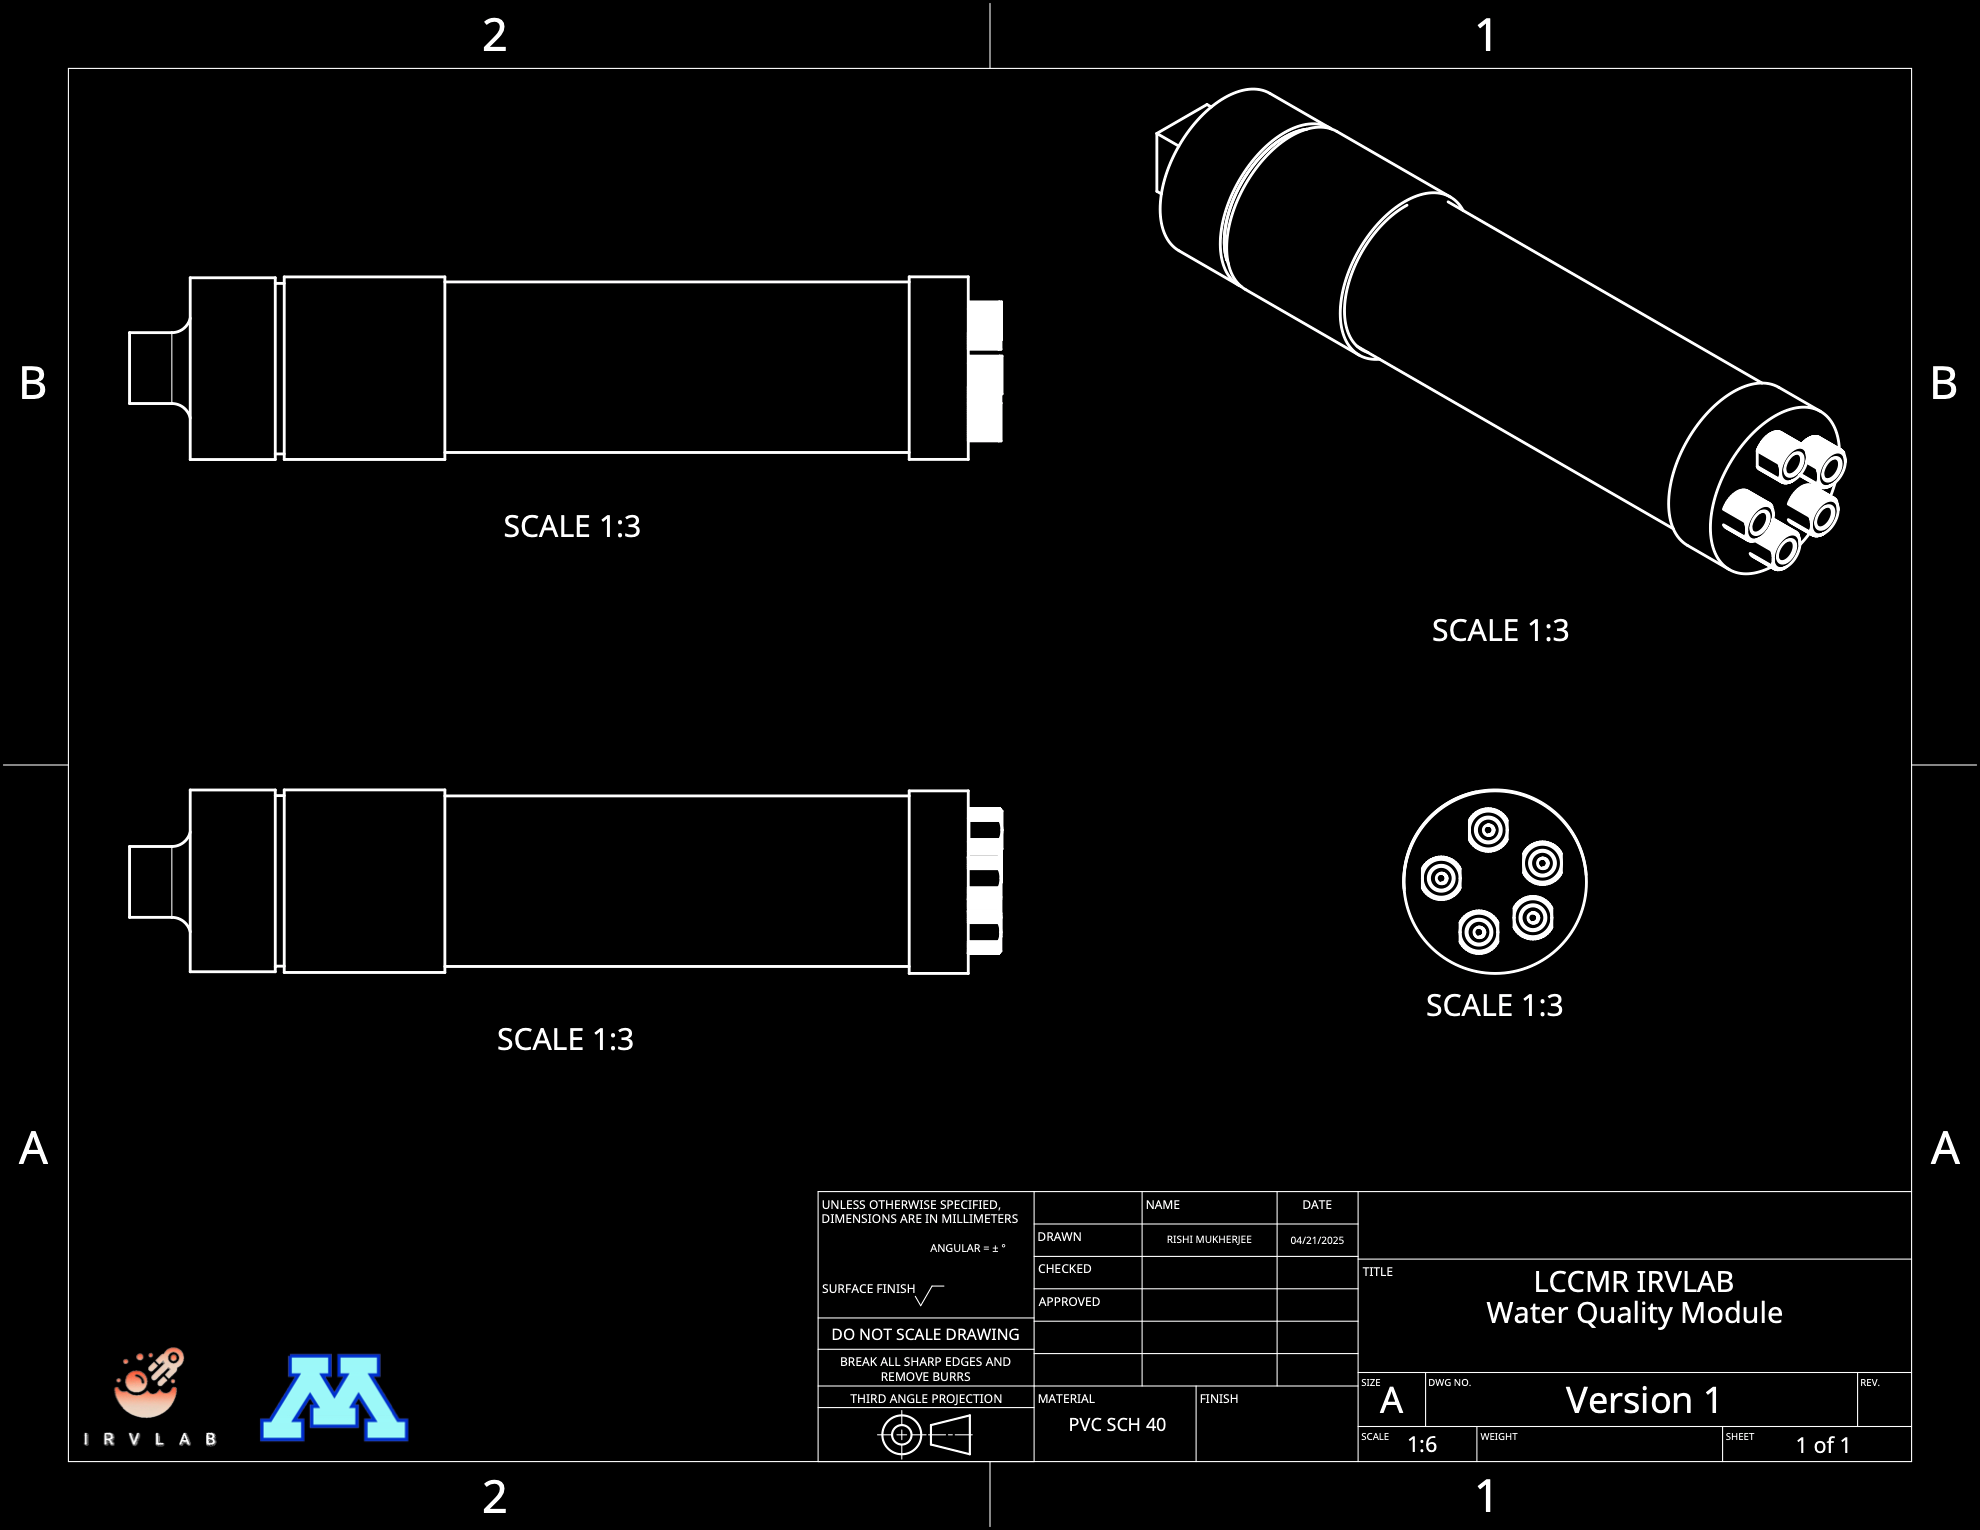 2
1
B
B
SCALE 1:3
SCALE 1:3
SCALE 1:3
SCALE 1:3
A
A
UNLESS OTHERWISE SPECIFIED,
DIMENSIONS ARE IN MILLIMETERS
ANGULAR = ± °
SURFACE FINISH
DO NOT SCALE DRAWING
BREAK ALL SHARP EDGES AND
REMOVE BURRS
THIRD ANGLE PROJECTION
NAME
DATE
DRAWN
RISHI MUKHERJEE
04/21/2025
CHECKED
APPROVED
MATERIAL
PVC SCH 40
FINISH
TITLE
LCCMR IRVLAB
Water Quality Module
SIZE
A
DWG NO.
Version 1
REV.
SCALE
1:6
WEIGHT
SHEET
1 of 1
IRVLAB
M
2
1